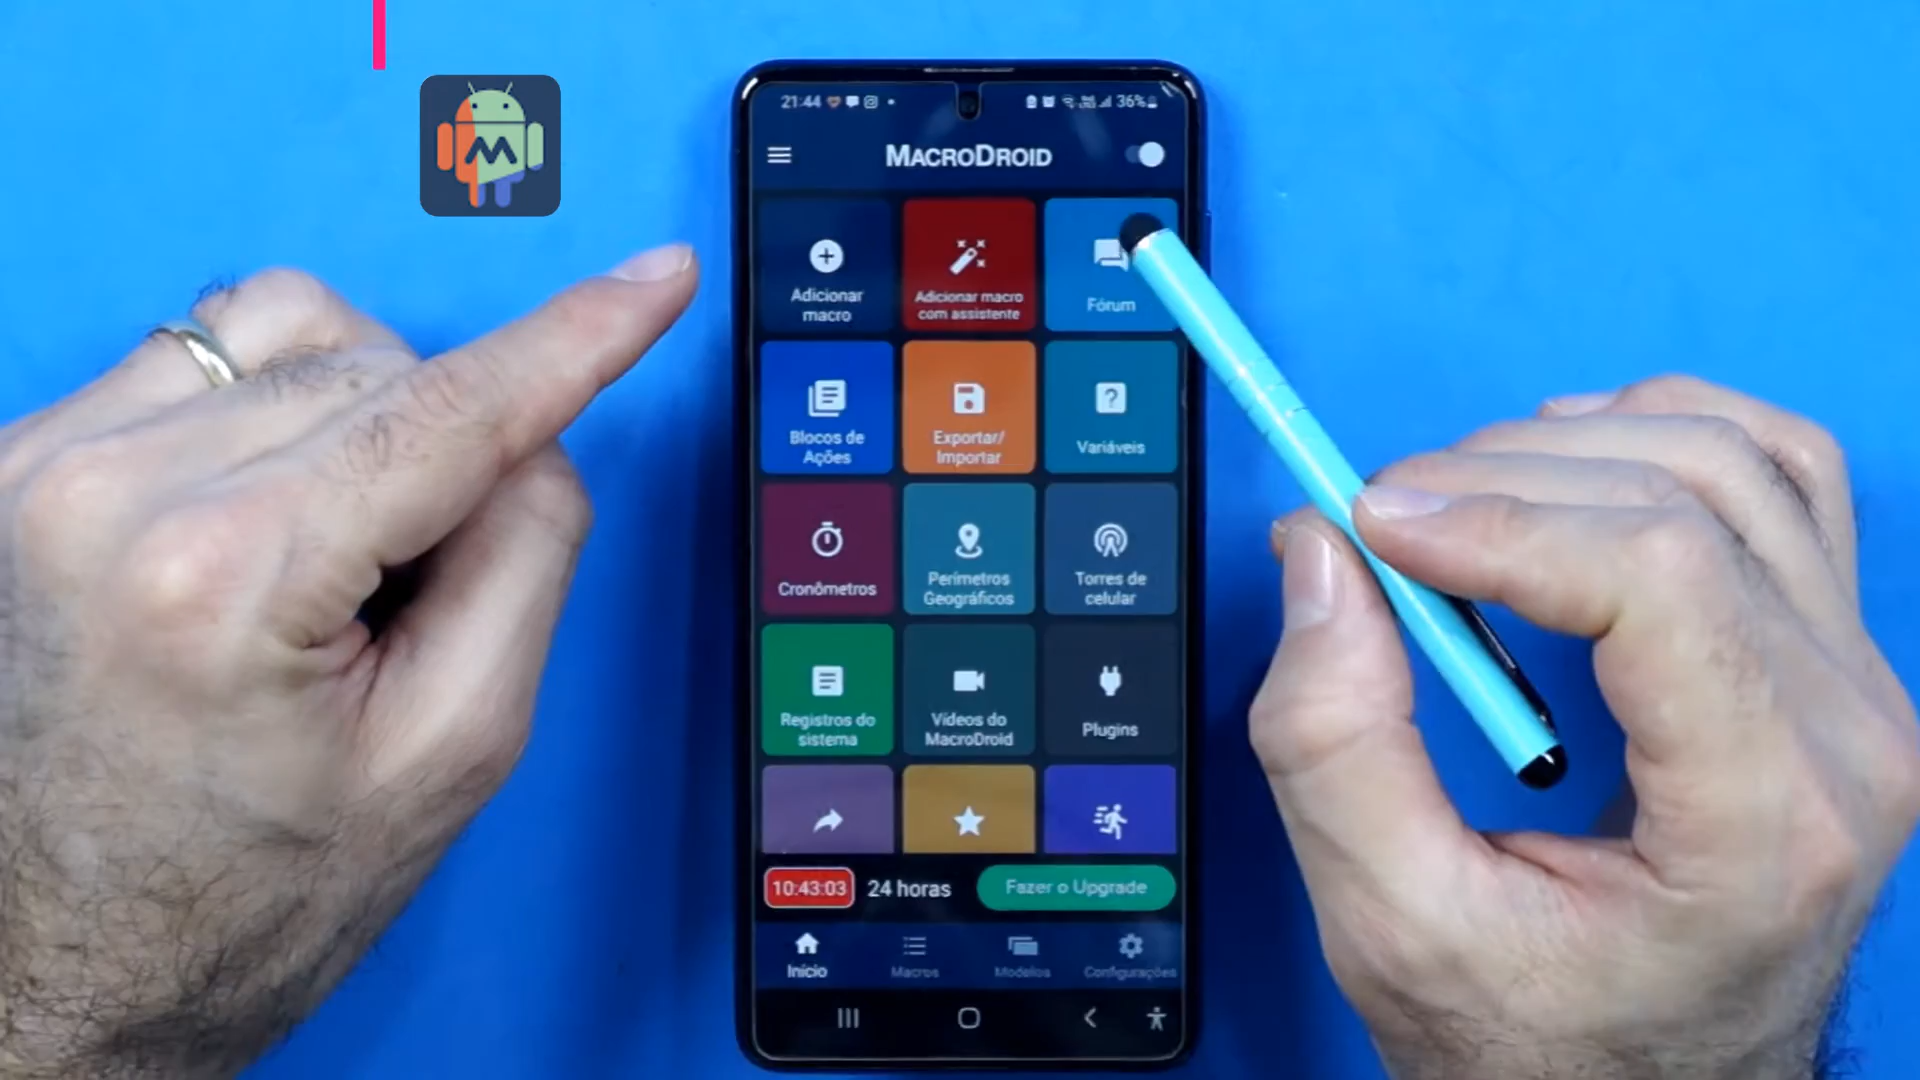 21:44
36%
MACRODROID
Adicionar
macro
Adicionar macro
com assistente
Fórum
Blocos de
Ações
Exportar/
Importar
Variáveis
Cronômetros
Perímetros
Geográficos
Torres de
celular
Registros do
sistema
Vídeos do
MacroDroid
Plugins
10:43:03
24 horas
Fazer o Upgrade
Início
Macros
Modelos
Configurações